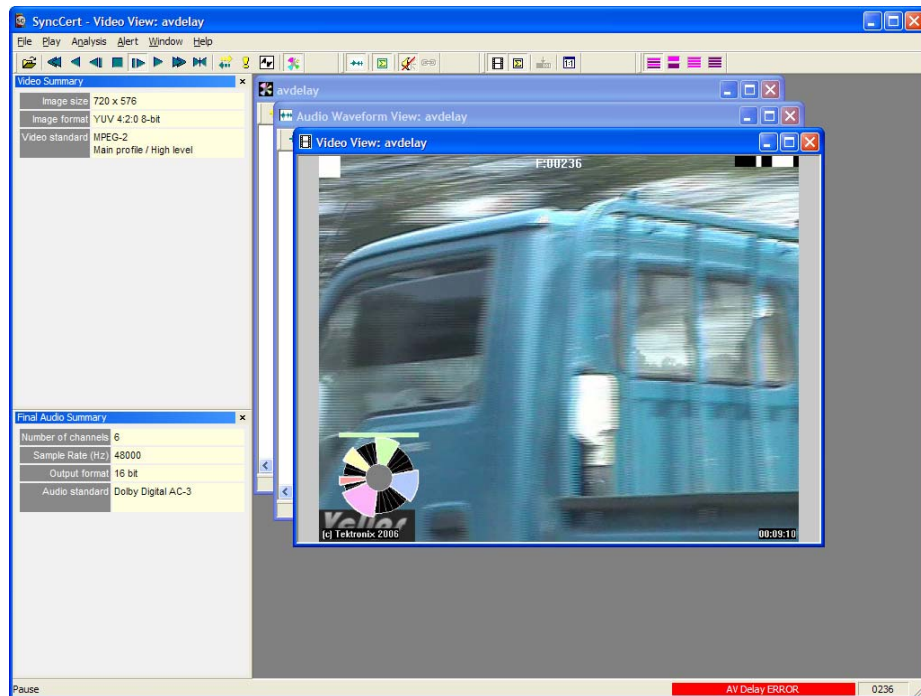 SyncCert - Video View: avdelay
File Play Analysis Alert Window Help
Video Summary
Image size 720 x 576
Image format YUV 4:2:0 8-bit
Video standard MPEG-2
Main profile / High level
avdelay
Audio Waveform View: avdelay
Video View: avdelay
F:00236
(c) Tektronix 2006
00:09:10
Final Audio Summary
Number of channels 6
Sample Rate (Hz) 48000
Output format 16 bit
Audio standard Dolby Digital AC-3
Pause
AV Delay ERROR
0236